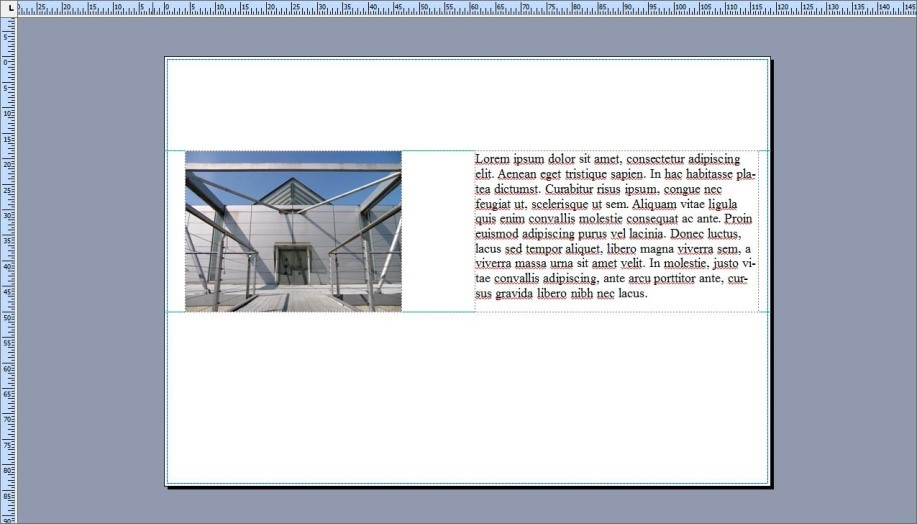 Lorem ipsum dolor sit amet, consectetur adipiscing
elit. Aenean eget tristique sapien. In hac habitasse pla-
tea dictumst. Curabitur risus ipsum, congue nec
feugiat ut, scelerisque ut sem. Aliquam vitae ligula
quis enim convallis molestie consequat ac ante. Proin
euismod adipiscing purus vel lacinia. Donec luctus,
lacus sed tempor aliquet, libero magna viverra sem, a
viverra massa urna sit amet velit. In molestie, justo vi-
tae convallis adipiscing, ante arcu porttitor ante, cur-
sus gravida libero nibh nec lacus.